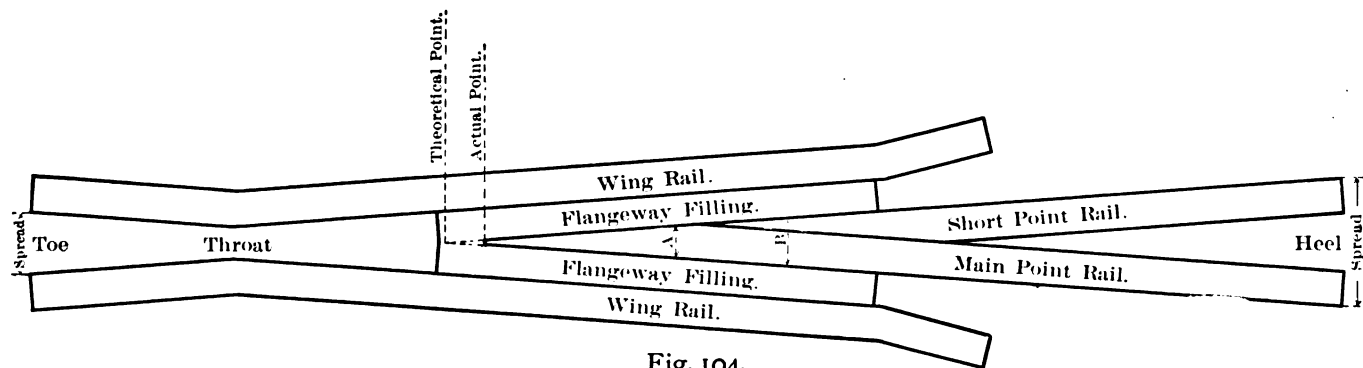 Theoretical Point.
Actual Point.
Wing Rail.
Flangeway Filling.
Short Point Rail.
Spread
Toe
Throat
A
B
Heel
Spread
Main Point Rail.
Flangeway Filling.
Wing Rail.
Fig. 104.